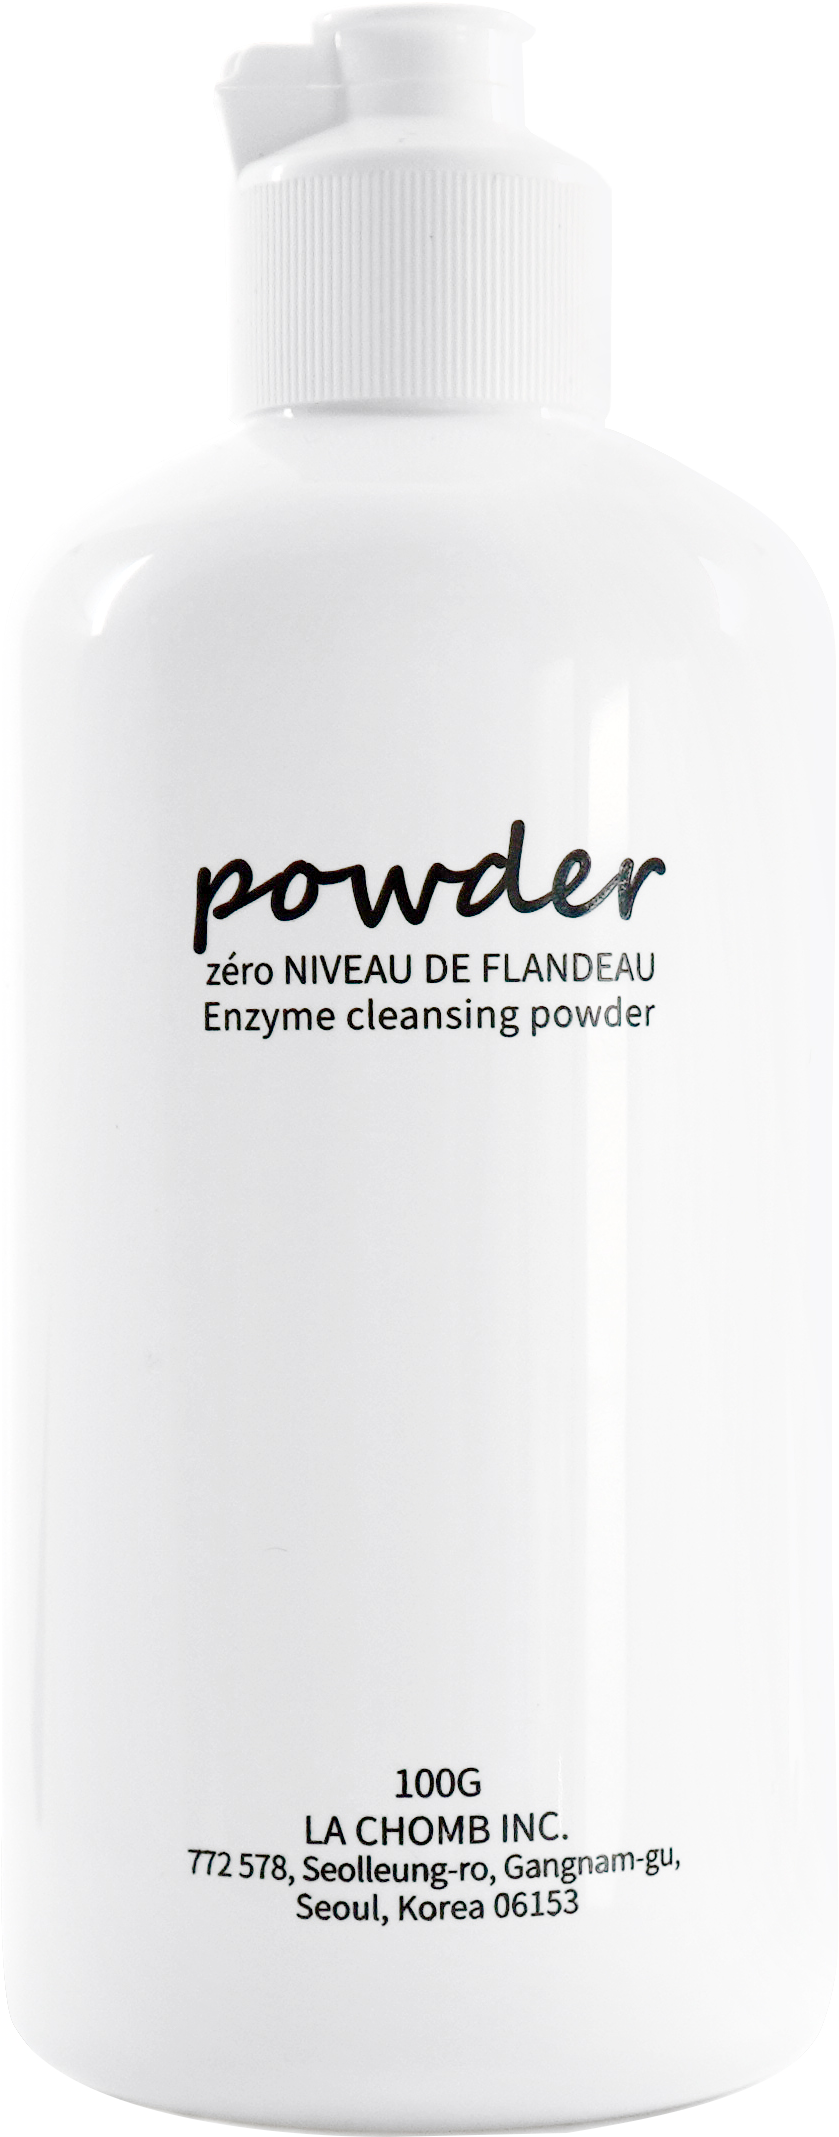 powder
zéro NIVEAU DE FLANDEAU
Enzyme cleansing powder
100G
LA CHOMB INC.
772 578, Seolleung-ro, Gangnam-gu,
Seoul, Korea 06153